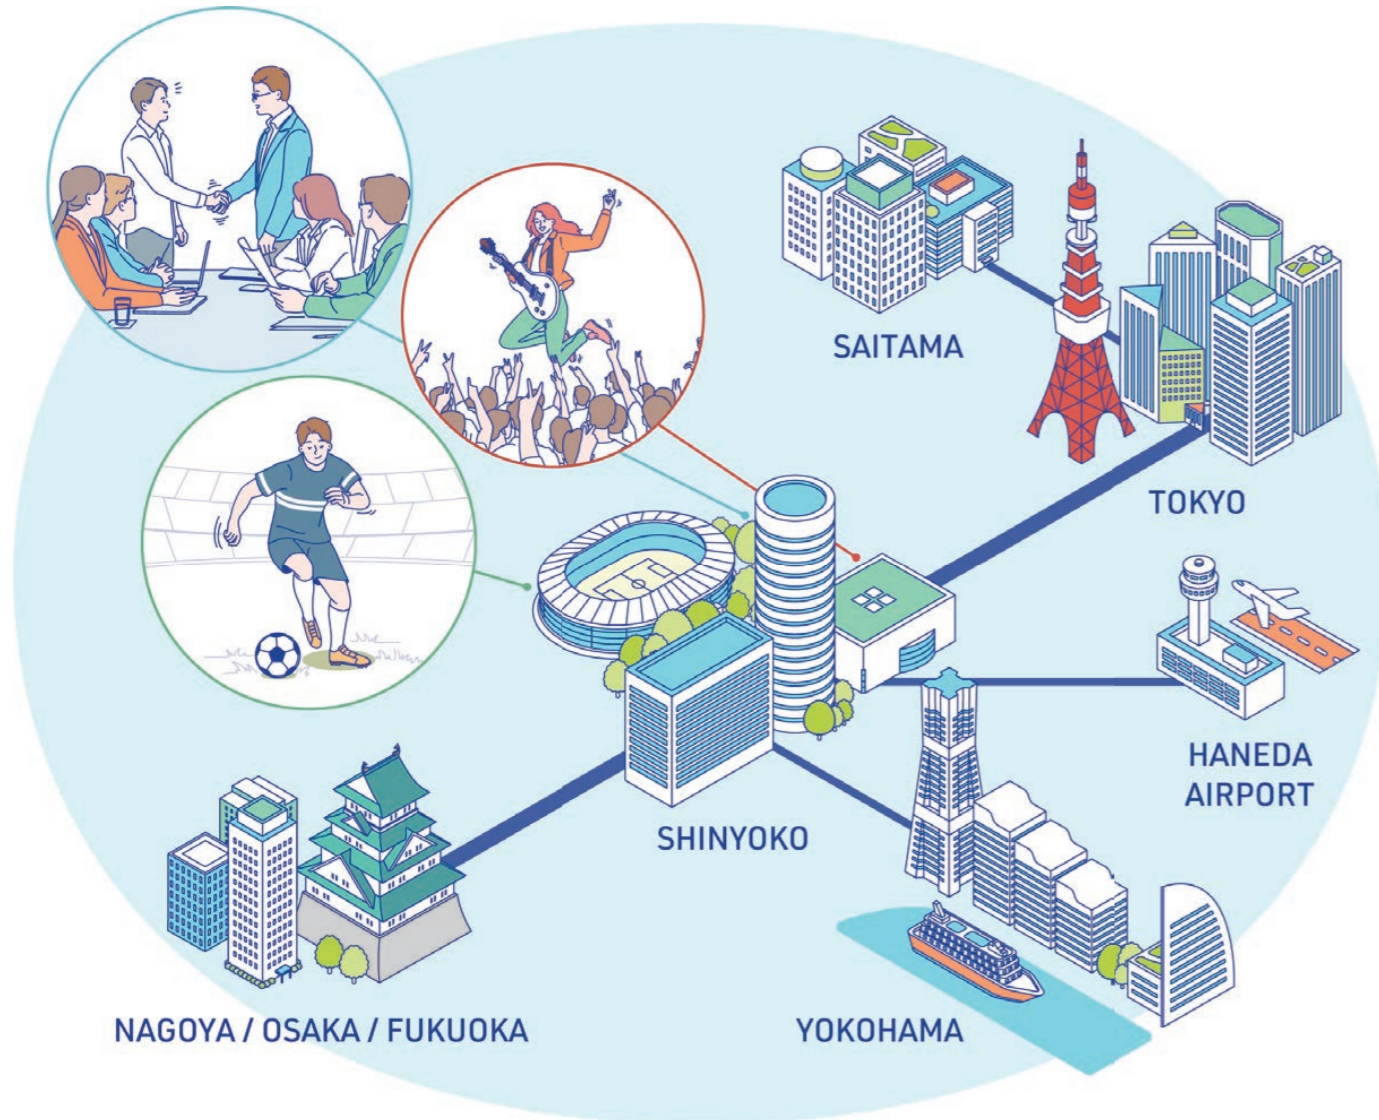 SAITAMA
TOKYO
HANEDA
AIRPORT
SHINYOKO
NAGOYA / OSAKA / FUKUOKA
YOKOHAMA